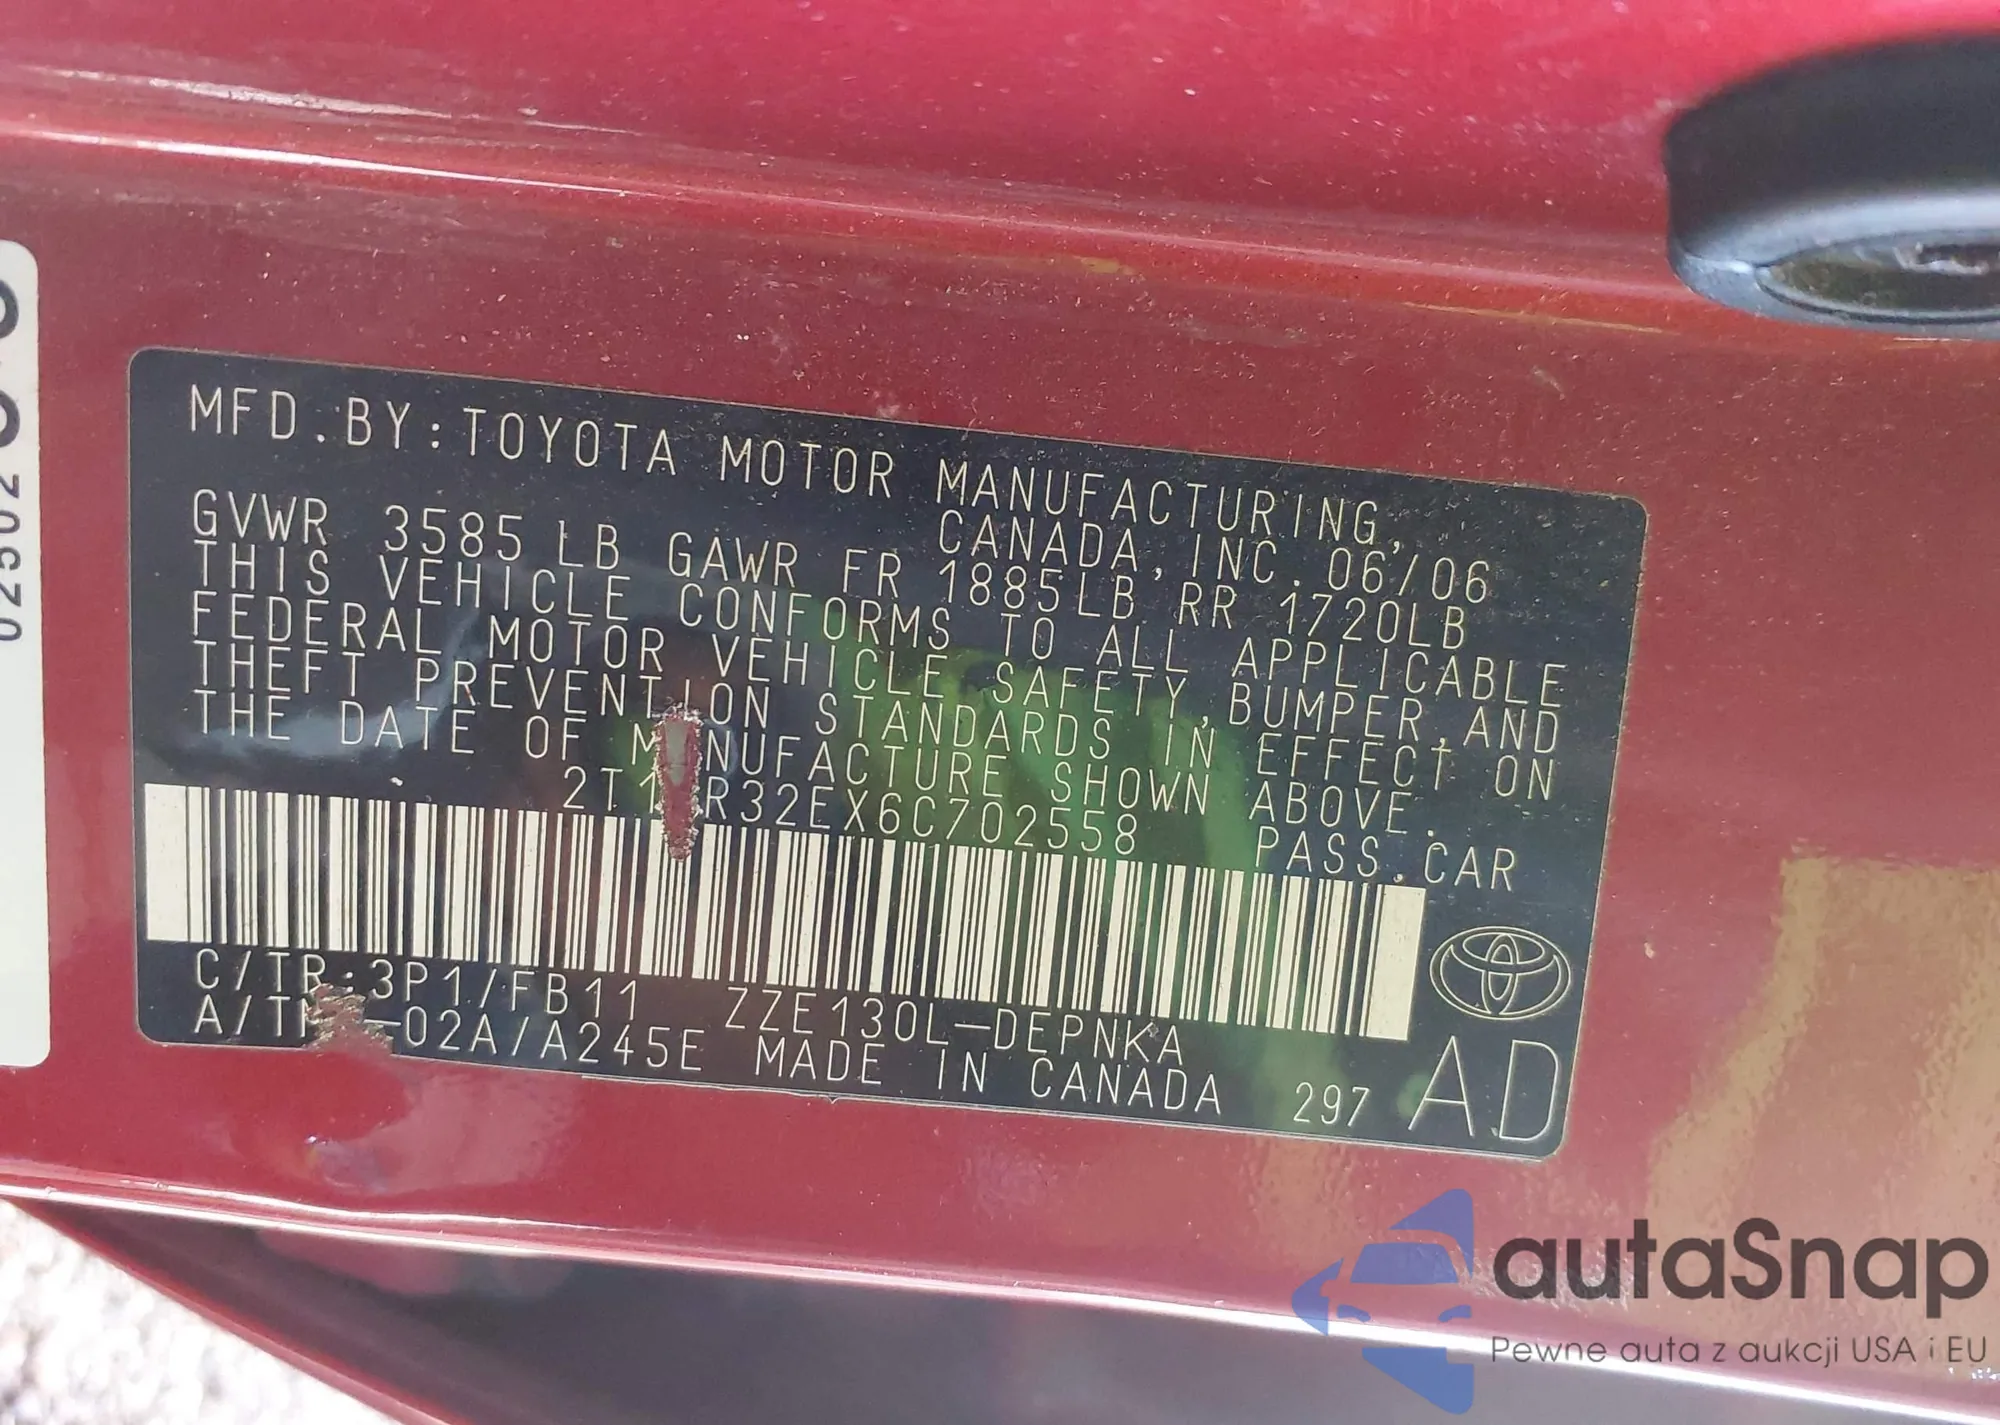 MFD.BY:TOYOTA MOTOR MANUFACTURING,
CANADA, INC. 06/06
GVWR 3585 LB GAWR FR 1885LB RR 1720LB
THIS VEHICLE CONFORMS TO ALL APPLICABLE
FEDERAL MOTOR VEHICLE SAFETY, BUMPER, AND
THEFT PREVENTION STANDARDS IN EFFECT ON
THE DATE OF MANUFACTURE SHOWN ABOVE.
PASS.CAR
C/TR:3P1/FB11 ZZE130L-DEPNKA
-02A/A245E MADE IN CANADA 297 AD
autaSnap
Pewne auta z aukcji USA i EU